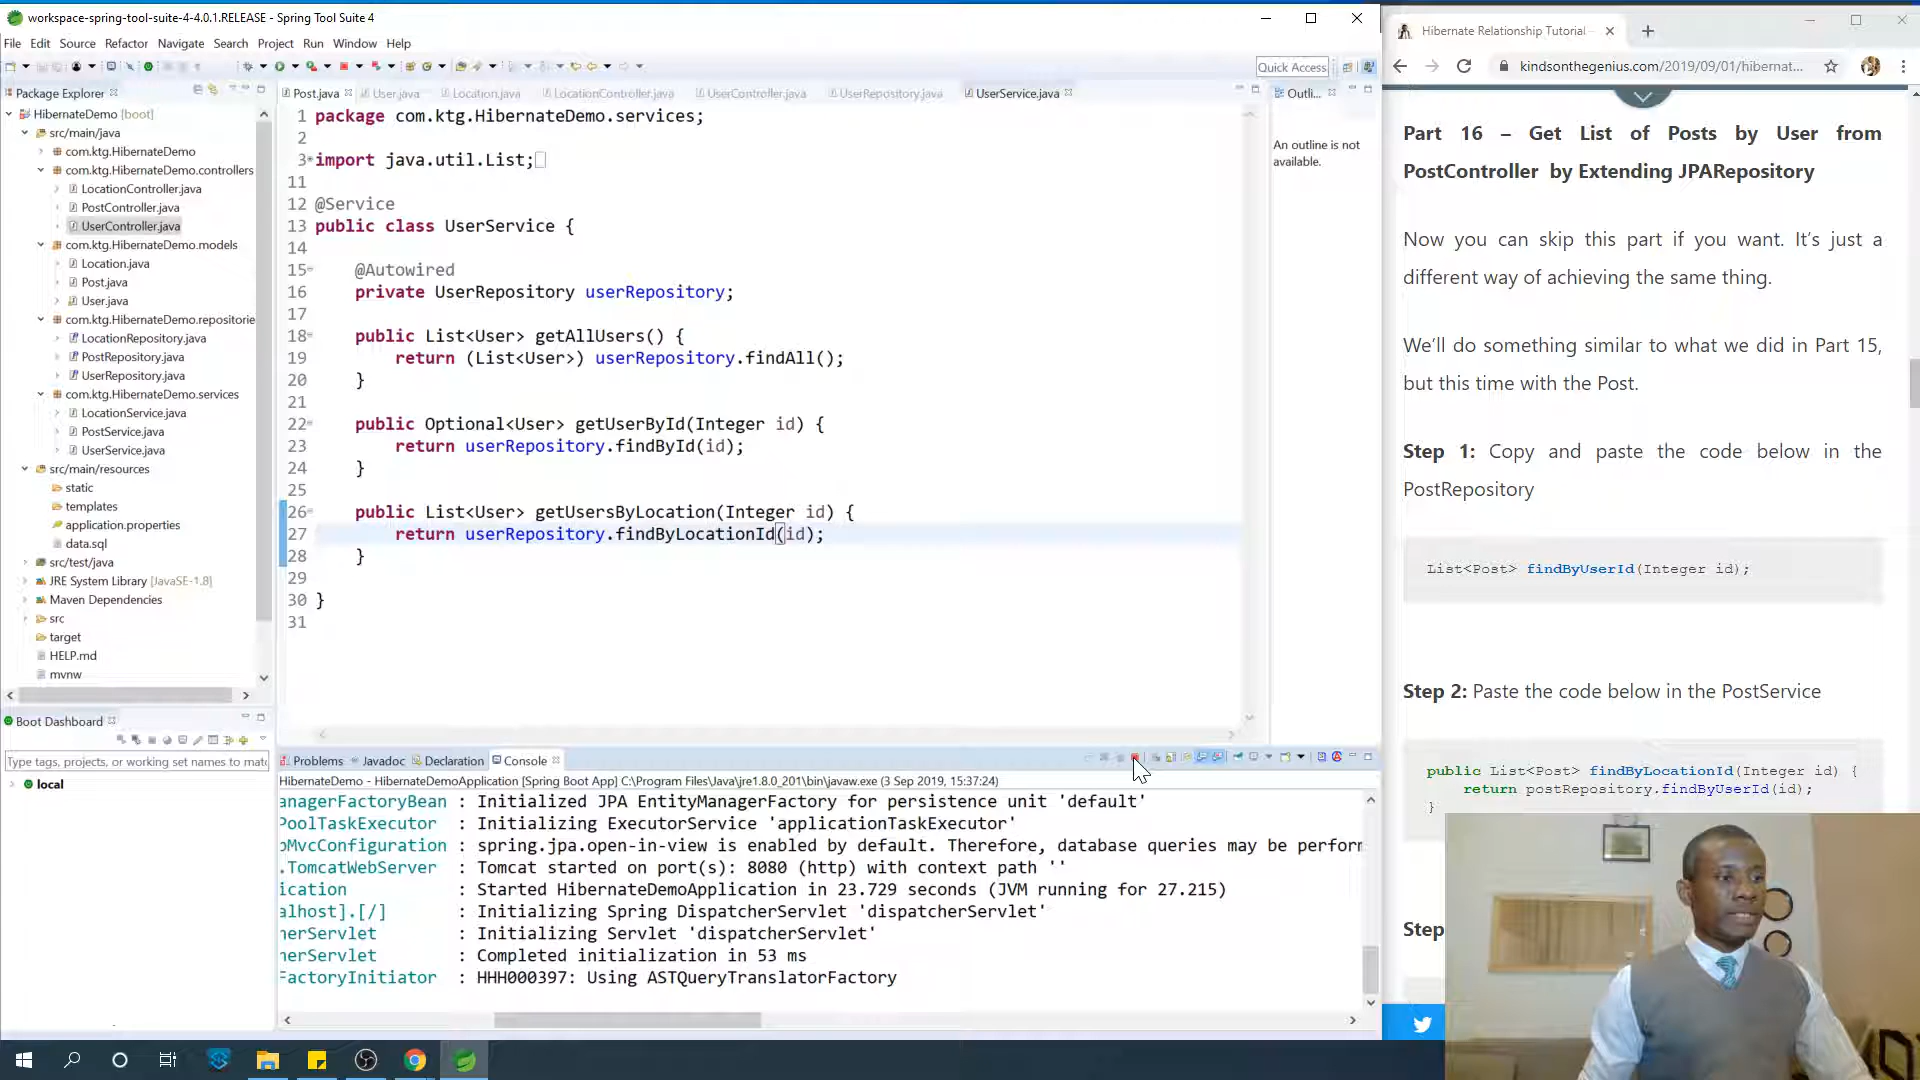 workspace-spring-tool-suite-4-4.0.1.RELEASE - Spring Tool Suite 4
File Edit Source Refactor Navigate Search Project Run Window Help
Quick Access
Package Explorer
HibernateDemo [boot]
src/main/java
com.ktg.HibernateDemo
com.ktg.HibernateDemo.controllers
LocationController.java
PostController.java
UserController.java
com.ktg.HibernateDemo.models
Location.java
Post.java
User.java
com.ktg.HibernateDemo.repositorie
LocationRepository.java
PostRepository.java
UserRepository.java
com.ktg.HibernateDemo.services
LocationService.java
PostService.java
UserService.java
src/main/resources
static
templates
application.properties
data.sql
src/test/java
JRE System Library [JavaSE-1.8]
Maven Dependencies
src
target
HELP.md
mvnw
Boot Dashboard
Type tags, projects, or working set names to matc
local
Post.java User.java Location.java LocationController.java UserController.java UserRepository.java UserService.java
1 package com.ktg.HibernateDemo.services;
2
3 import java.util.List;
11
12 @Service
13 public class UserService {
14
15 @Autowired
16 private UserRepository userRepository;
17
18 public List<User> getAllUsers() {
19 return (List<User>) userRepository.findAll();
20 }
21
22 public Optional<User> getUserById(Integer id) {
23 return userRepository.findById(id);
24 }
25
26 public List<User> getUsersByLocation(Integer id) {
27 return userRepository.findByLocationId(id);
28 }
29
30 }
31
Outli...
An outline is not
available.
Problems Javadoc Declaration Console
HibernateDemo - HibernateDemoApplication [Spring Boot App] C:\Program Files\Java\jre1.8.0_201\bin\javaw.exe (3 Sep 2019, 15:37:24)
anagerFactoryBean : Initialized JPA EntityManagerFactory for persistence unit 'default'
PoolTaskExecutor : Initializing ExecutorService 'applicationTaskExecutor'
MvcConfiguration : spring.jpa.open-in-view is enabled by default. Therefore, database queries may be perform
.TomcatWebServer : Tomcat started on port(s): 8080 (http) with context path ''
ication : Started HibernateDemoApplication in 23.729 seconds (JVM running for 27.215)
alhost].[/] : Initializing Spring DispatcherServlet 'dispatcherServlet'
herServlet : Initializing Servlet 'dispatcherServlet'
herServlet : Completed initialization in 53 ms
FactoryInitiator : HHH000397: Using ASTQueryTranslatorFactory
Hibernate Relationship Tutorial
kindsonthegenius.com/2019/09/01/hibernat...
Part 16 – Get List of Posts by User from
PostController by Extending JPARepository
Now you can skip this part if you want. It's just a
different way of achieving the same thing.
We'll do something similar to what we did in Part 15,
but this time with the Post.
Step 1: Copy and paste the code below in the
PostRepository
List<Post> findByUserId(Integer id);
Step 2: Paste the code below in the PostService
public List<Post> findByLocationId(Integer id) {
return postRepository.findByUserId(id);
}
Step